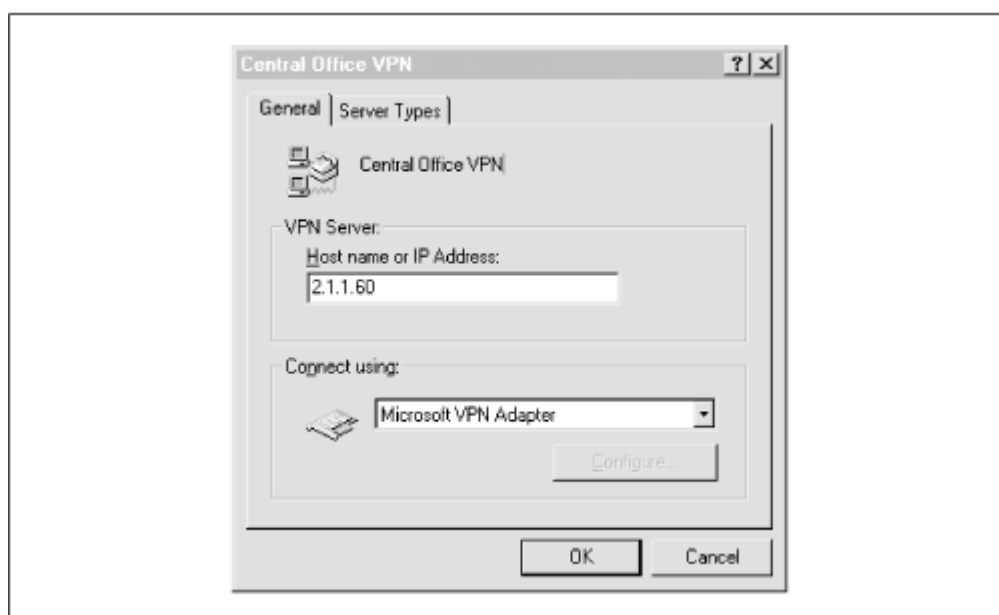 Central Office VPN
? ×
General
Server Types
Central Office VPN
VPN Server:
Host name or IP Address:
2.1.1.60
Connect using:
Microsoft VPN Adapter
Configure...
OK
Cancel